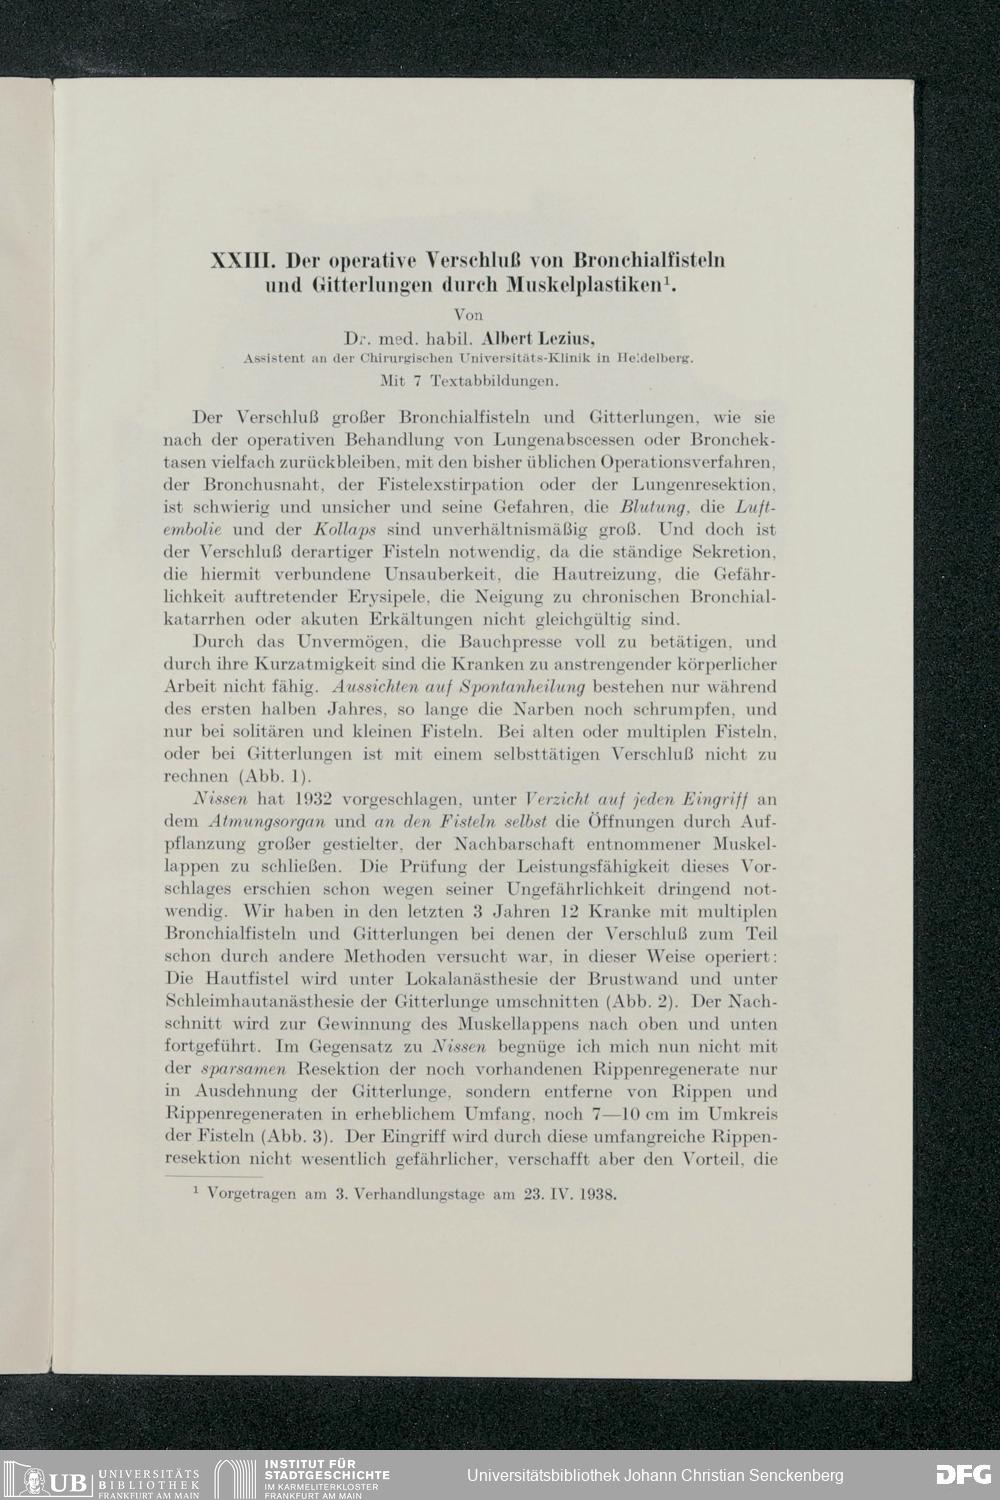 XXIII. Der operative Verschluß von Bronchialfisteln
und Gitterlungen durch Muskelplastiken¹.
Von
Dr. med. habil. Albert Lezius,
Assistent an der Chirurgischen Universitäts-Klinik in Heidelberg.
Mit 7 Textabbildungen.
Der Verschluß großer Bronchialfisteln und Gitterlungen, wie sie
nach der operativen Behandlung von Lungenabscessen oder Bronchek-
tasen vielfach zurückbleiben, mit den bisher üblichen Operationsverfahren,
der Bronchusnaht, der Fistelexstirpation oder der Lungenresektion,
ist schwierig und unsicher und seine Gefahren, die Blutung, die Luft-
embolie und der Kollaps sind unverhältnismäßig groß. Und doch ist
der Verschluß derartiger Fisteln notwendig, da die ständige Sekretion,
die hiermit verbundene Unsauberkeit, die Hautreizung, die Gefähr-
lichkeit auftretender Erysipele, die Neigung zu chronischen Bronchial-
katarrhen oder akuten Erkältungen nicht gleichgültig sind.
Durch das Unvermögen, die Bauchpresse voll zu betätigen, und
durch ihre Kurzatmigkeit sind die Kranken zu anstrengender körperlicher
Arbeit nicht fähig. Aussichten auf Spontanheilung bestehen nur während
des ersten halben Jahres, so lange die Narben noch schrumpfen, und
nur bei solitären und kleinen Fisteln. Bei alten oder multiplen Fisteln,
oder bei Gitterlungen ist mit einem selbsttätigen Verschluß nicht zu
rechnen (Abb. 1).
Nissen hat 1932 vorgeschlagen, unter Verzicht auf jeden Eingriff an
dem Atmungsorgan und an den Fisteln selbst die Öffnungen durch Auf-
pflanzung großer gestielter, der Nachbarschaft entnommener Muskel-
lappen zu schließen. Die Prüfung der Leistungsfähigkeit dieses Vor-
schlages erschien schon wegen seiner Ungefährlichkeit dringend not-
wendig. Wir haben in den letzten 3 Jahren 12 Kranke mit multiplen
Bronchialfisteln und Gitterlungen bei denen der Verschluß zum Teil
schon durch andere Methoden versucht war, in dieser Weise operiert:
Die Hautfistel wird unter Lokalanästhesie der Brustwand und unter
Schleimhautanästhesie der Gitterlunge umschnitten (Abb. 2). Der Nach-
schnitt wird zur Gewinnung des Muskellappens nach oben und unten
fortgeführt. Im Gegensatz zu Nissen begnüge ich mich nun nicht mit
der sparsamen Resektion der noch vorhandenen Rippenregenerate nur
in Ausdehnung der Gitterlunge, sondern entferne von Rippen und
Rippenregeneraten in erheblichem Umfang, noch 7—10 cm im Umkreis
der Fisteln (Abb. 3). Der Eingriff wird durch diese umfangreiche Rippen-
resektion nicht wesentlich gefährlicher, verschafft aber den Vorteil, die
¹ Vorgetragen am 3. Verhandlungstage am 23. IV. 1938.
UB UNIVERSITÄTS
BIBLIOTHEK
FRANKFURT AM MAIN
INSTITUT FÜR
STADTGESCHICHTE
IM KARMELITERKLOSTER
FRANKFURT AM MAIN
Universitätsbibliothek Johann Christian Senckenberg
DFG